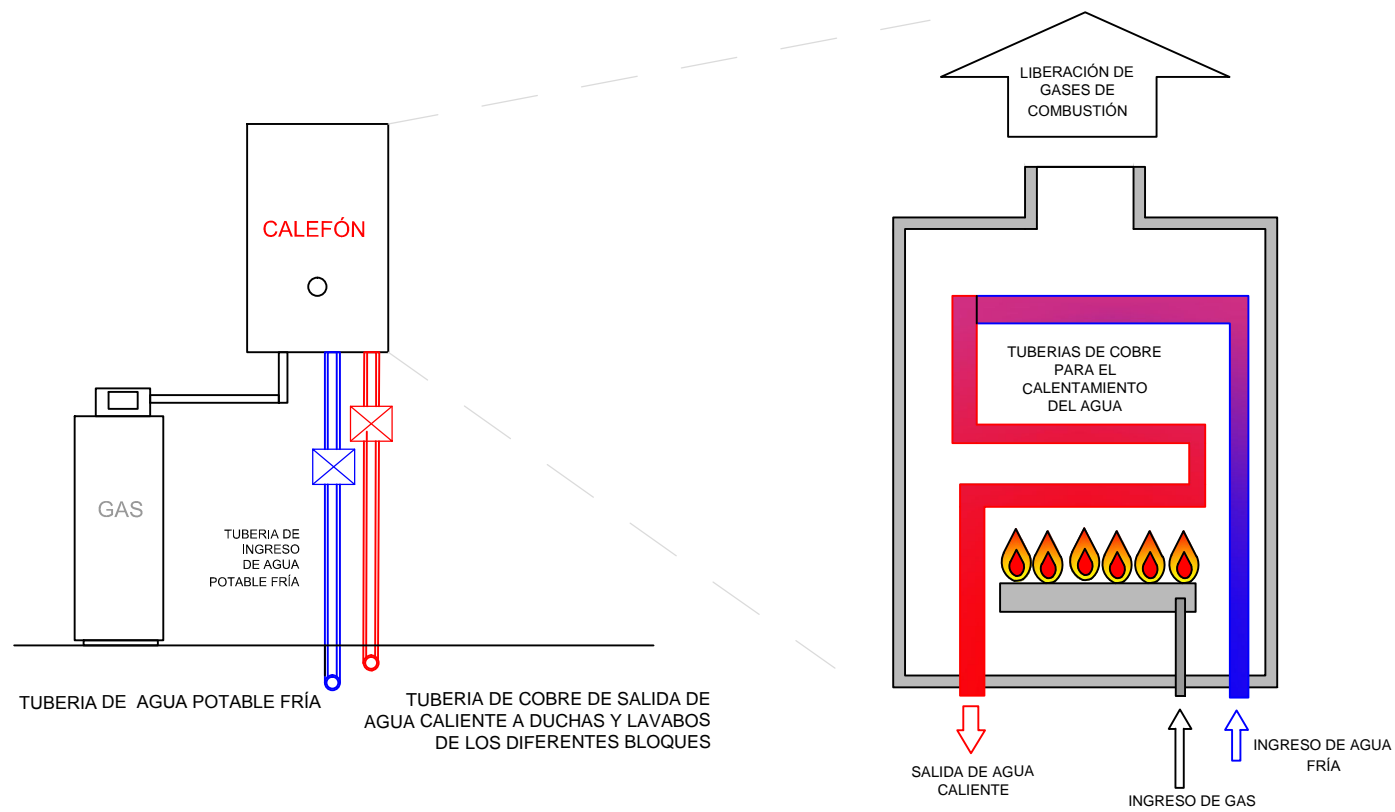 CALEFÓN
GAS
TUBERIA DE
INGRESO
DE AGUA
POTABLE FRÍA
TUBERIA DE  AGUA POTABLE FRÍA
TUBERIA DE COBRE DE SALIDA DE
AGUA CALIENTE A DUCHAS Y LAVABOS
DE LOS DIFERENTES BLOQUES
LIBERACIÓN DE
GASES DE
COMBUSTIÓN
TUBERIAS DE COBRE
PARA EL
CALENTAMIENTO
DEL AGUA
SALIDA DE AGUA
CALIENTE
INGRESO DE GAS
INGRESO DE AGUA
FRÍA